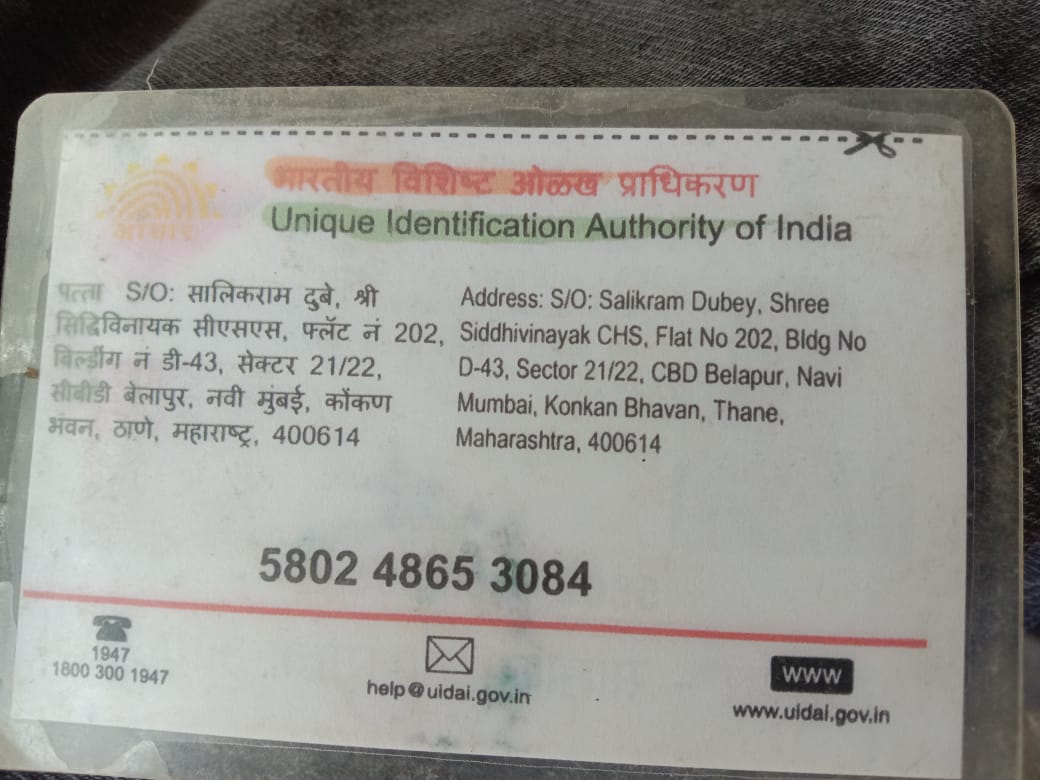 भारतीय विशिष्ट ओळख प्राधिकरण
Unique Identification Authority of India
आधार
पत्ता S/O: सालिकराम दुबे, श्री
सिद्दिविनायक सीएसएस, फ्लॅट नं 202,
बिल्डींग नं डी-43, सेक्टर 21/22,
सीबीडी बेलापुर, नवी मुंबई, कोंकण
भवन, ठाणे, महाराष्ट्र, 400614
Address: S/O: Salikram Dubey, Shree
Siddhivinayak CHS, Flat No 202, Bldg No
D-43, Sector 21/22, CBD Belapur, Navi
Mumbai, Konkan Bhavan, Thane,
Maharashtra, 400614
5802 4865 3084
1947
1800 300 1947
help@uidai.gov.in
www
www.uidai.gov.in